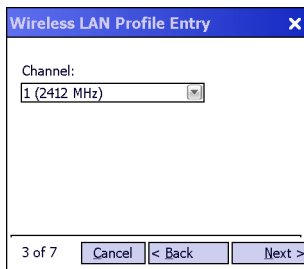 Wireless LAN Profile Entry
Channel:
1 (2412 MHz)
3 of 7 Cancel < Back Next >